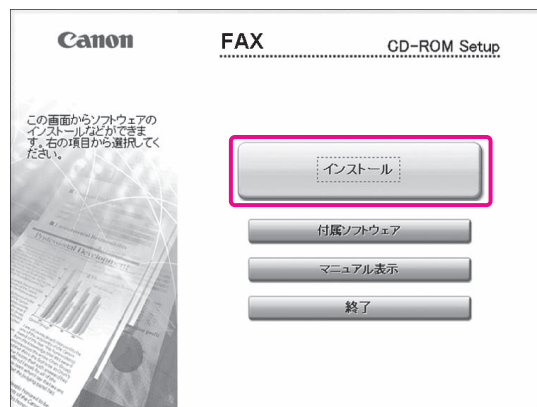 Canon
FAX
CD-ROM Setup
この画面からソフトウェアの
インストールなどができま
す。右の項目から選択してく
ださい。
インストール
付属ソフトウェア
マニュアル表示
終了
Professional Development